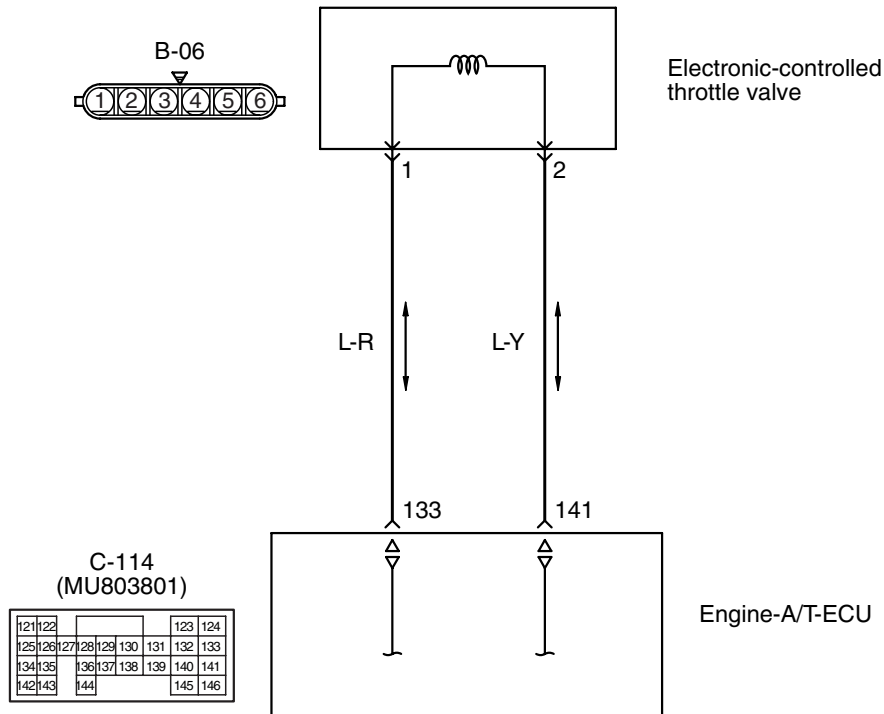 B-06
1 2 3 4 5 6
Electronic-controlled
throttle valve
1 2
L-R L-Y
133 141
C-114
(MU803801)
121 122 123 124
125 126 127 128 129 130 131 132 133
134 135 136 137 138 139 140 141
142 143 144 145 146
Engine-A/T-ECU